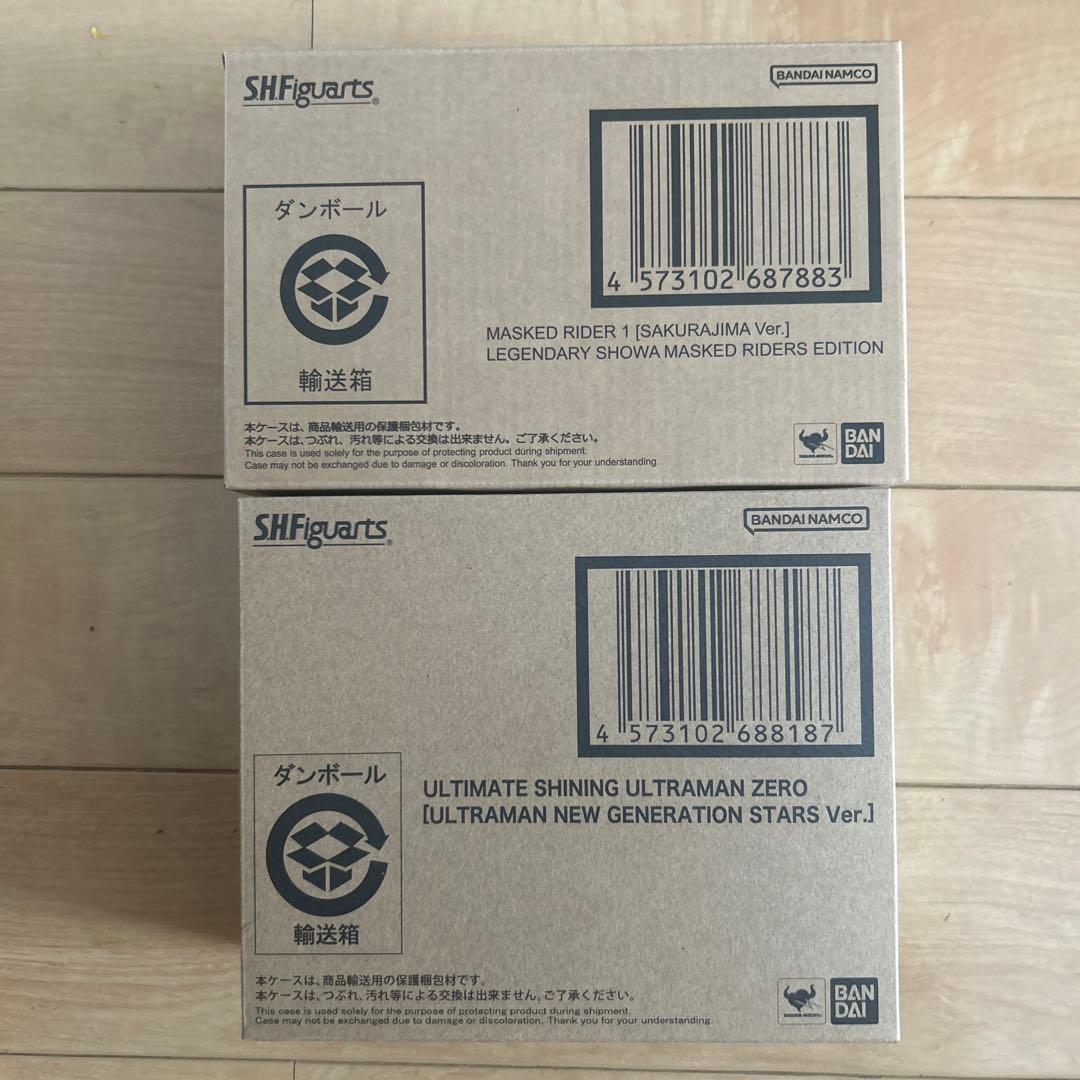 S.H.Figuarts®
BANDAI NAMCO
ダンボール
輸送箱
4 573102 687883
MASKED RIDER 1 [SAKURAJIMA Ver.]
LEGENDARY SHOWA MASKED RIDERS EDITION
本ケースは、商品輸送用の保護梱包材です。
本ケースは、つぶれ、汚れ等による交換は出来ません。ご了承ください。
This case is used solely for the purpose of protecting product during shipment.
Case may not be exchanged due to damage or discoloration. Thank you for your understanding.
TAMASHII NATIONS
BAN
DAI
S.H.Figuarts®
BANDAI NAMCO
4 573102 688187
ダンボール
輸送箱
ULTIMATE SHINING ULTRAMAN ZERO
[ULTRAMAN NEW GENERATION STARS Ver.]
本ケースは、商品輸送用の保護梱包材です。
本ケースは、つぶれ、汚れ等による交換は出来ません。ご了承ください。
This case is used solely for the purpose of protecting product during shipment.
Case may not be exchanged due to damage or discoloration. Thank you for your understanding.
TAMASHII NATIONS
BAN
DAI